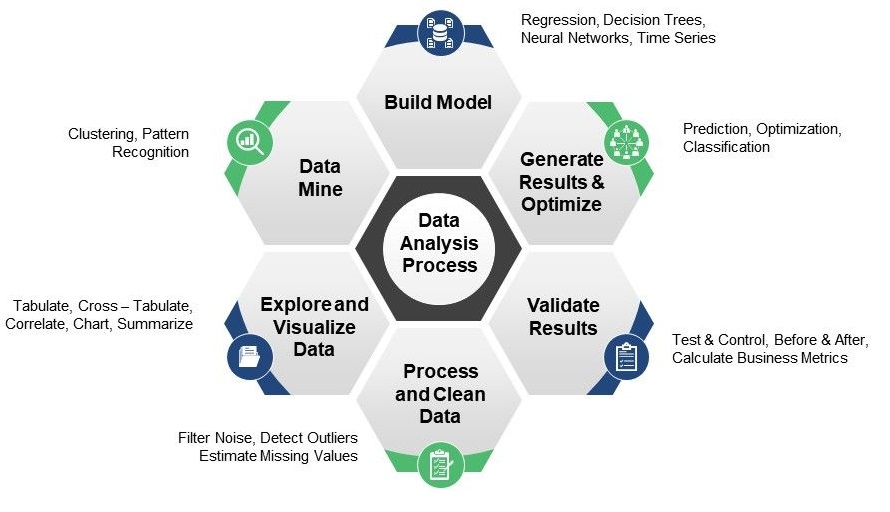 Regression, Decision Trees,
Neural Networks, Time Series
Build Model
Clustering, Pattern
Recognition
Data
Mine
Generate
Results &
Optimize
Prediction, Optimization,
Classification
Data
Analysis
Process
Tabulate, Cross – Tabulate,
Correlate, Chart, Summarize
Explore and
Visualize
Data
Validate
Results
Test & Control, Before & After,
Calculate Business Metrics
Process
and Clean
Data
Filter Noise, Detect Outliers
Estimate Missing Values